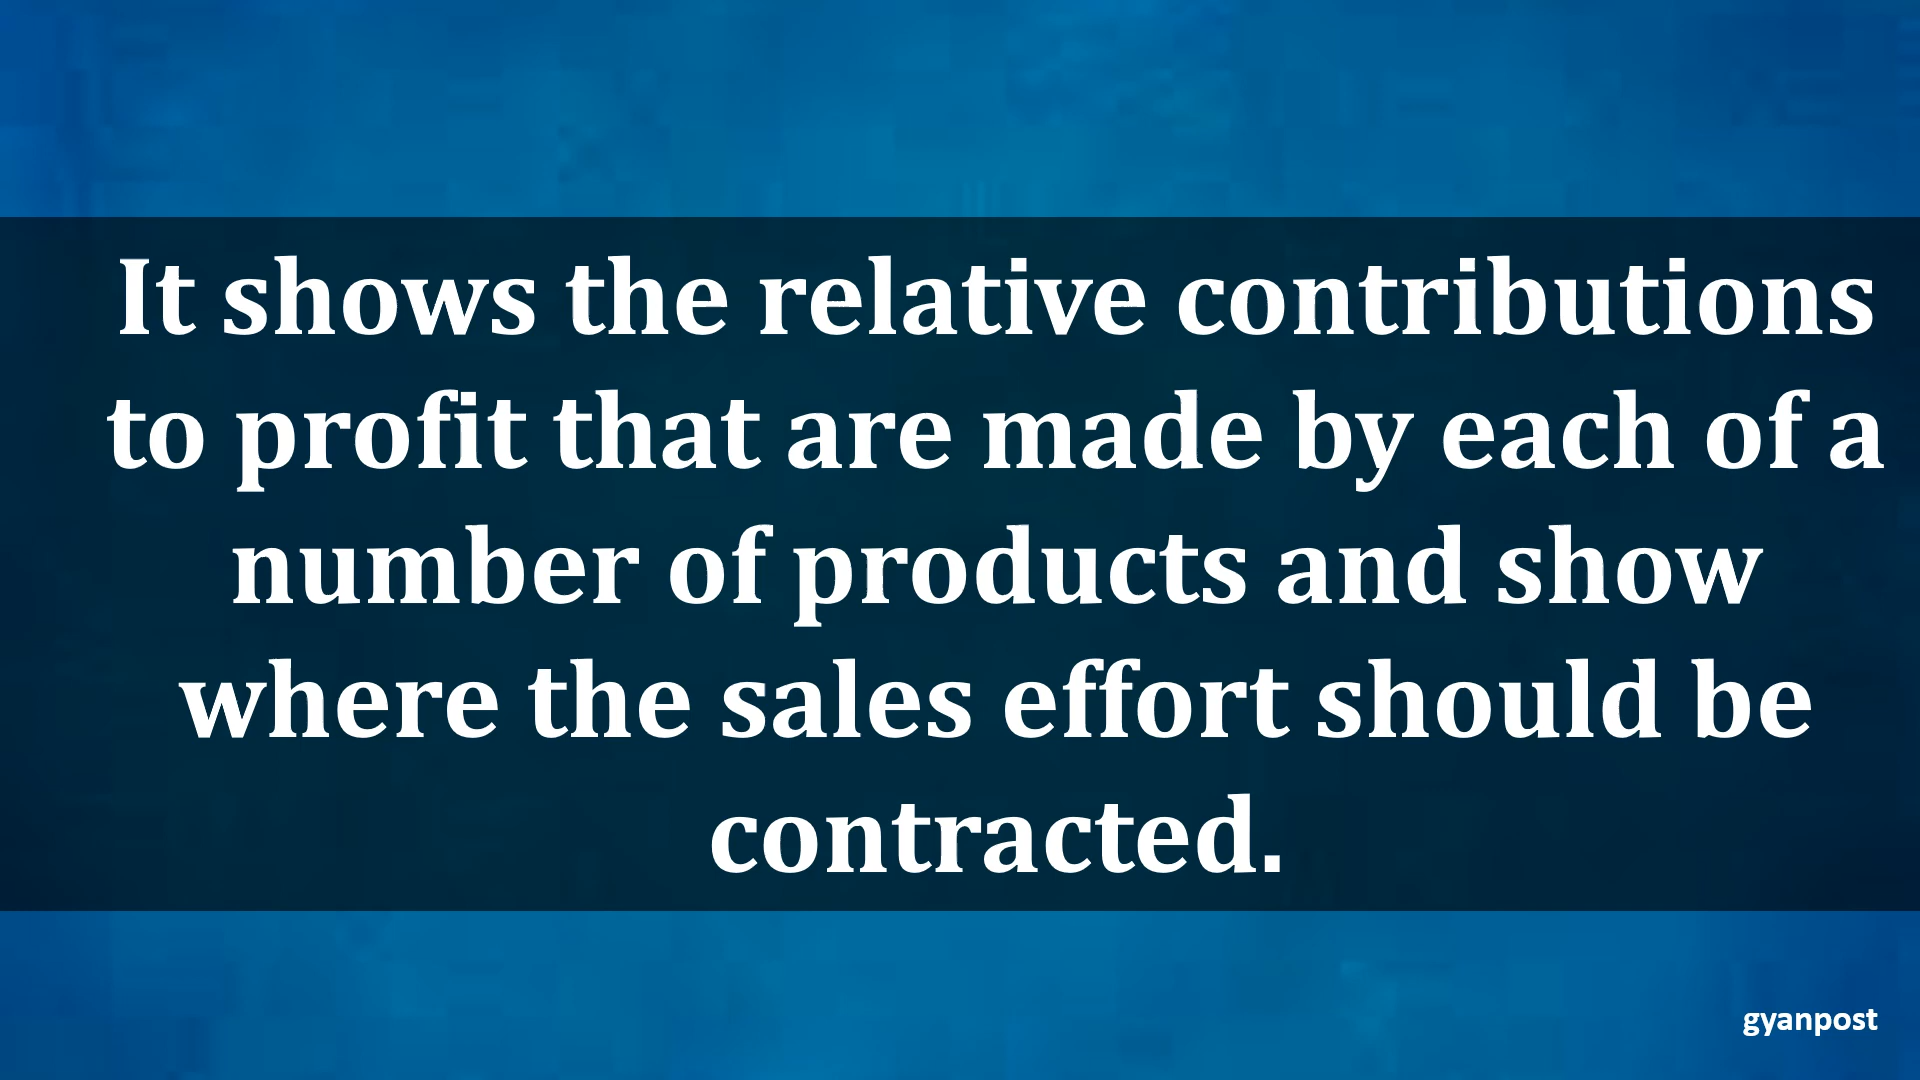 It shows the relative contributions
to profit that are made by each of a
number of products and show
where the sales effort should be
contracted.
gyanpost